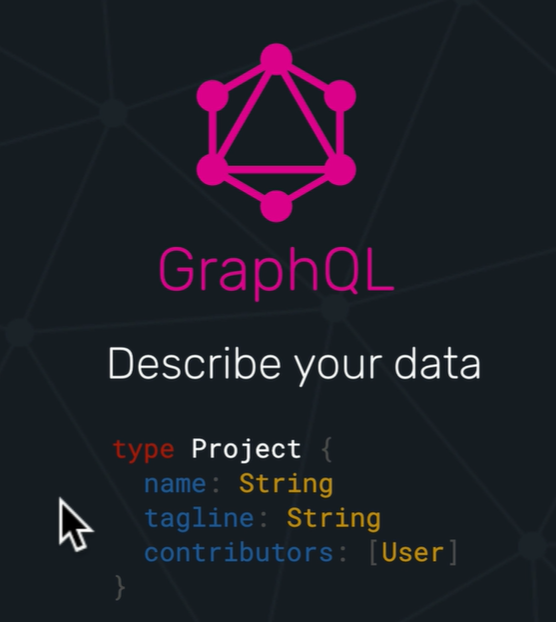 GraphQL
Describe your data
type Project {
  name: String
  tagline: String
  contributors: [User]
}